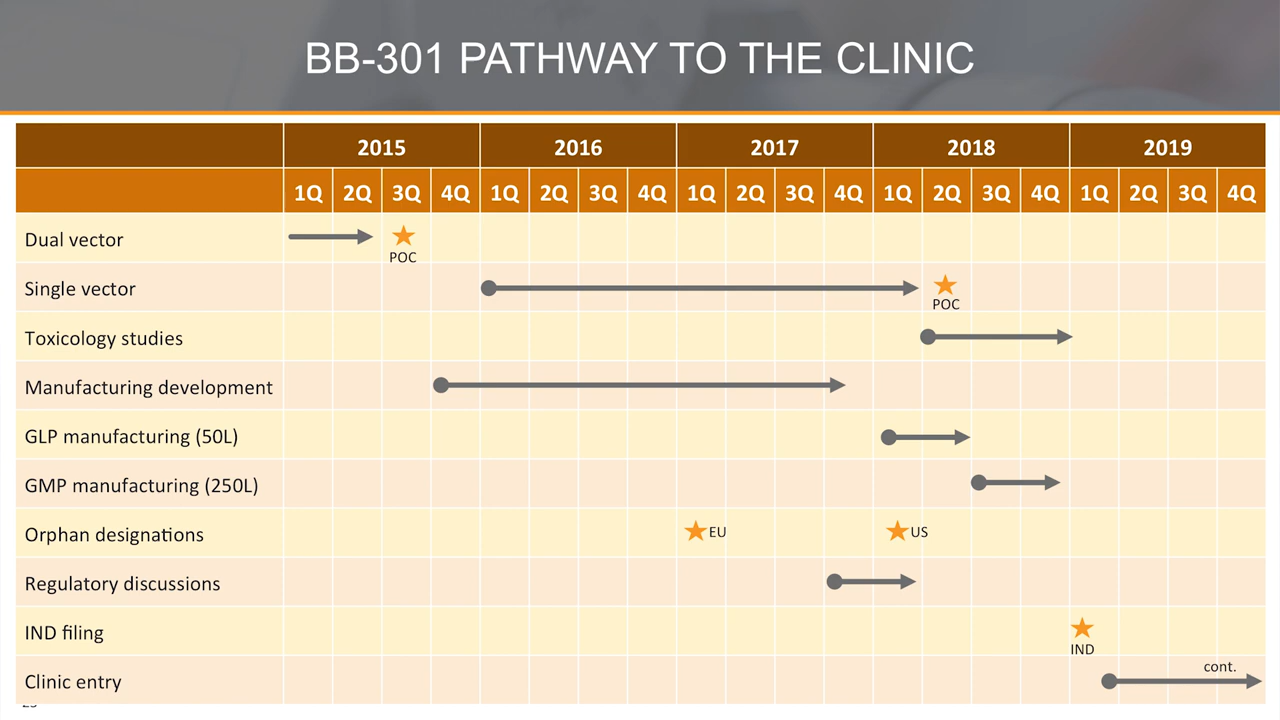 BB-301 PATHWAY TO THE CLINIC
2015 2016 2017 2018 2019
1Q 2Q 3Q 4Q 1Q 2Q 3Q 4Q 1Q 2Q 3Q 4Q 1Q 2Q 3Q 4Q 1Q 2Q 3Q 4Q
Dual vector
POC
Single vector
POC
Toxicology studies
Manufacturing development
GLP manufacturing (50L)
GMP manufacturing (250L)
Orphan designations EU US
Regulatory discussions
IND filing
IND
cont.
Clinic entry